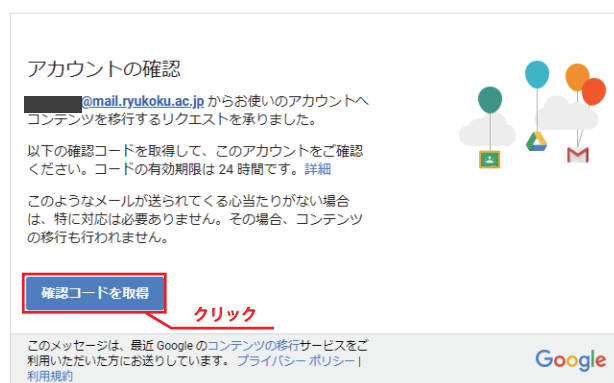 アカウントの確認
@mail.ryukoku.ac.jp からお使いのアカウントへ
コンテンツを移行するリクエストを承りました。
以下の確認コードを取得して、このアカウントをご確認
ください。コードの有効期限は 24 時間です。詳細
このようなメールが送られてくる心当たりがない場合
は、特に対応は必要ありません。その場合、コンテンツ
の移行も行われません。
確認コードを取得
クリック
このメッセージは、最近 Google のコンテンツの移行サービスをご
利用いただいた方にお送りしています。プライバシー ポリシー |
利用規約
Google